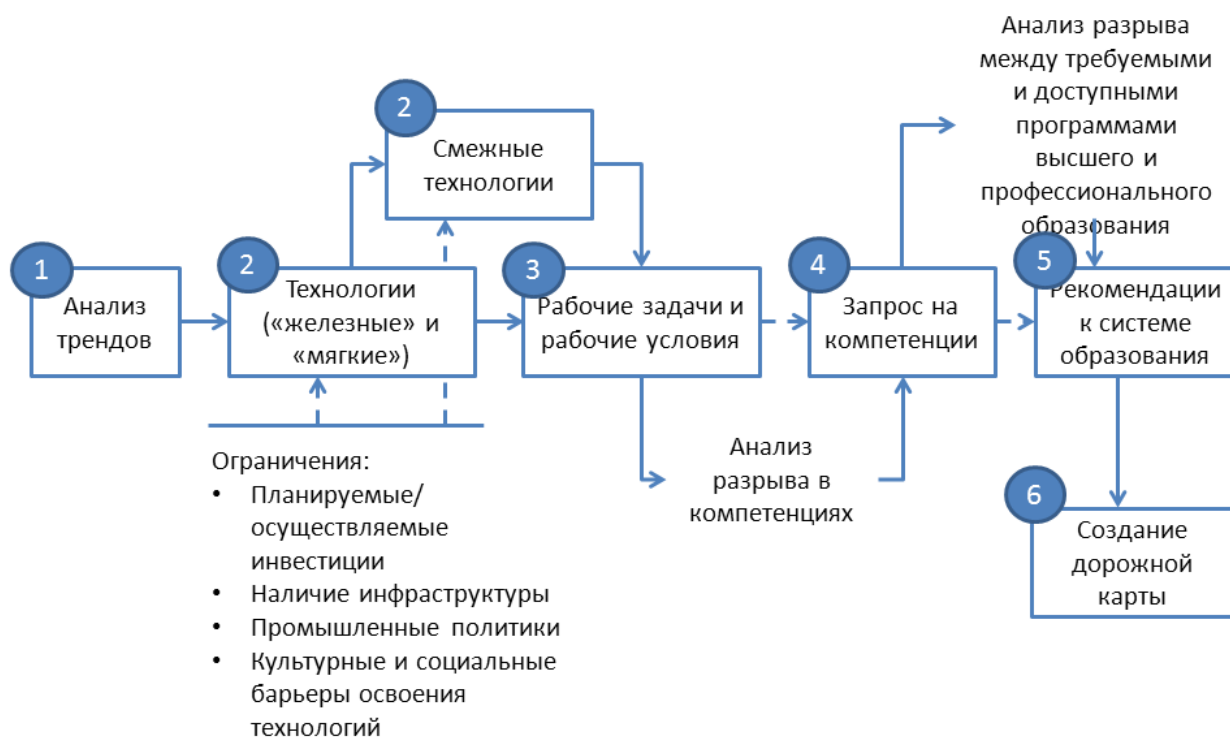 Анализ разрыва
между требуемыми
и доступными
программами
высшего и
профессионального
образования
2
Смежные
технологии
1
Анализ
трендов
2
Технологии
(«железные» и
«мягкие»)
3
Рабочие задачи и
рабочие условия
4
Запрос на
компетенции
5
Рекомендации
к системе
образования
Ограничения:
• Планируемые/
осуществляемые
инвестиции
• Наличие инфраструктуры
• Промышленные политики
• Культурные и социальные
барьеры освоения
технологий
Анализ
разрыва в
компетенциях
6
Создание
дорожной
карты